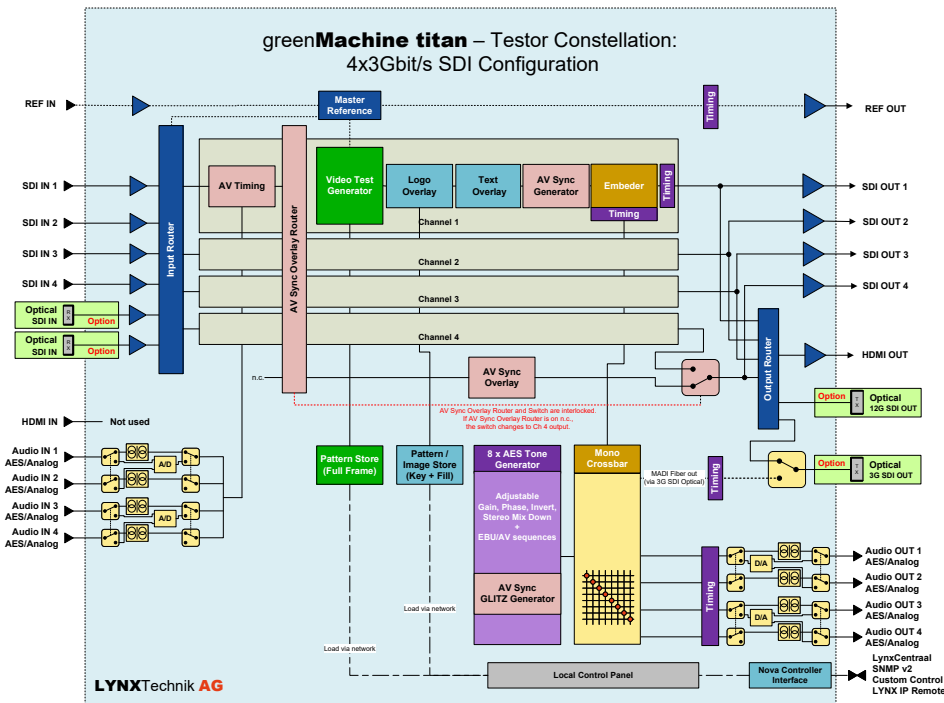 greenMachine titan – Testor Constellation:
4x3Gbit/s SDI Configuration
REF IN
Master
Reference
Timing
REF OUT
Input Router
AV Sync Overlay Router
SDI IN 1
AV Timing
Video Test
Generator
Logo
Overlay
Text
Overlay
AV Sync
Generator
Embeder
Timing
Timing
Channel 1
SDI OUT 1
SDI IN 2
SDI OUT 2
SDI IN 3
Channel 2
SDI OUT 3
SDI IN 4
Channel 3
SDI OUT 4
Optical
SDI IN
RX
Option
Optical
SDI IN
RX
Option
Channel 4
Output Router
HDMI OUT
n.c.
AV Sync
Overlay
AV Sync Overlay Router and Switch are interlocked.
If AV Sync Overlay Router is on n.c.,
the switch changes to Ch 4 output.
Option
TX
Optical
12G SDI OUT
HDMI IN
Not used
Audio IN 1
AES/Analog
A/D
Audio IN 2
AES/Analog
Audio IN 3
AES/Analog
A/D
Audio IN 4
AES/Analog
Pattern Store
(Full Frame)
Pattern /
Image Store
(Key + Fill)
8 x AES Tone
Generator
Mono
Crossbar
MADI Fiber out
(via 3G SDI Optical)
Timing
Option
TX
Optical
3G SDI OUT
Adjustable
Gain, Phase, Invert,
Stereo Mix Down
+
EBU/AV sequences
AV Sync
GLITZ Generator
Timing
Audio OUT 1
AES/Analog
D/A
Audio OUT 2
AES/Analog
Audio OUT 3
AES/Analog
D/A
Audio OUT 4
AES/Analog
Load via network
Load via network
Local Control Panel
Nova Controller
Interface
LynxCentraal
SNMP v2
Custom Control
LYNX IP Remote
LYNXTechnik AG